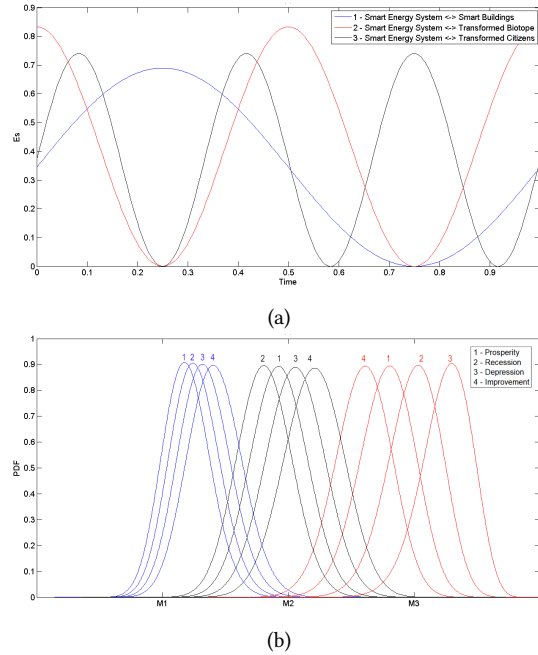 0.9
1 - Smart Energy System <-> Smart Buildings
2 - Smart Energy System <-> Transformed Biotope
3 - Smart Energy System <-> Transformed Citizens
0.8
0.7
0.6
0.5
Es
0.4
0.3
0.2
0.1
0
0 0.1 0.2 0.3 0.4 0.5 0.6 0.7 0.8 0.9
Time
(a)
1
1 - Prosperity
2 - Recession
3 - Depression
4 - Improvement
1 2 3 4 2 1 3 4 4 1 2 3
0.9
0.8
0.7
0.6
0.5
PDF
0.4
0.3
0.2
0.1
0
M1 M2 M3
(b)